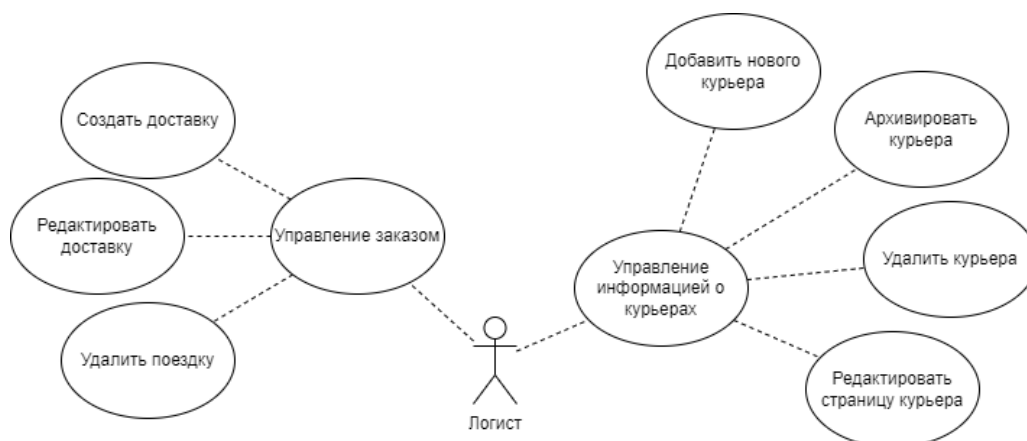 Создать доставку
Редактировать
доставку
Удалить поездку
Управление заказом
Логист
Управление
информацией о
курьерах
Добавить нового
курьера
Архивировать
курьера
Удалить курьера
Редактировать
страницу курьера